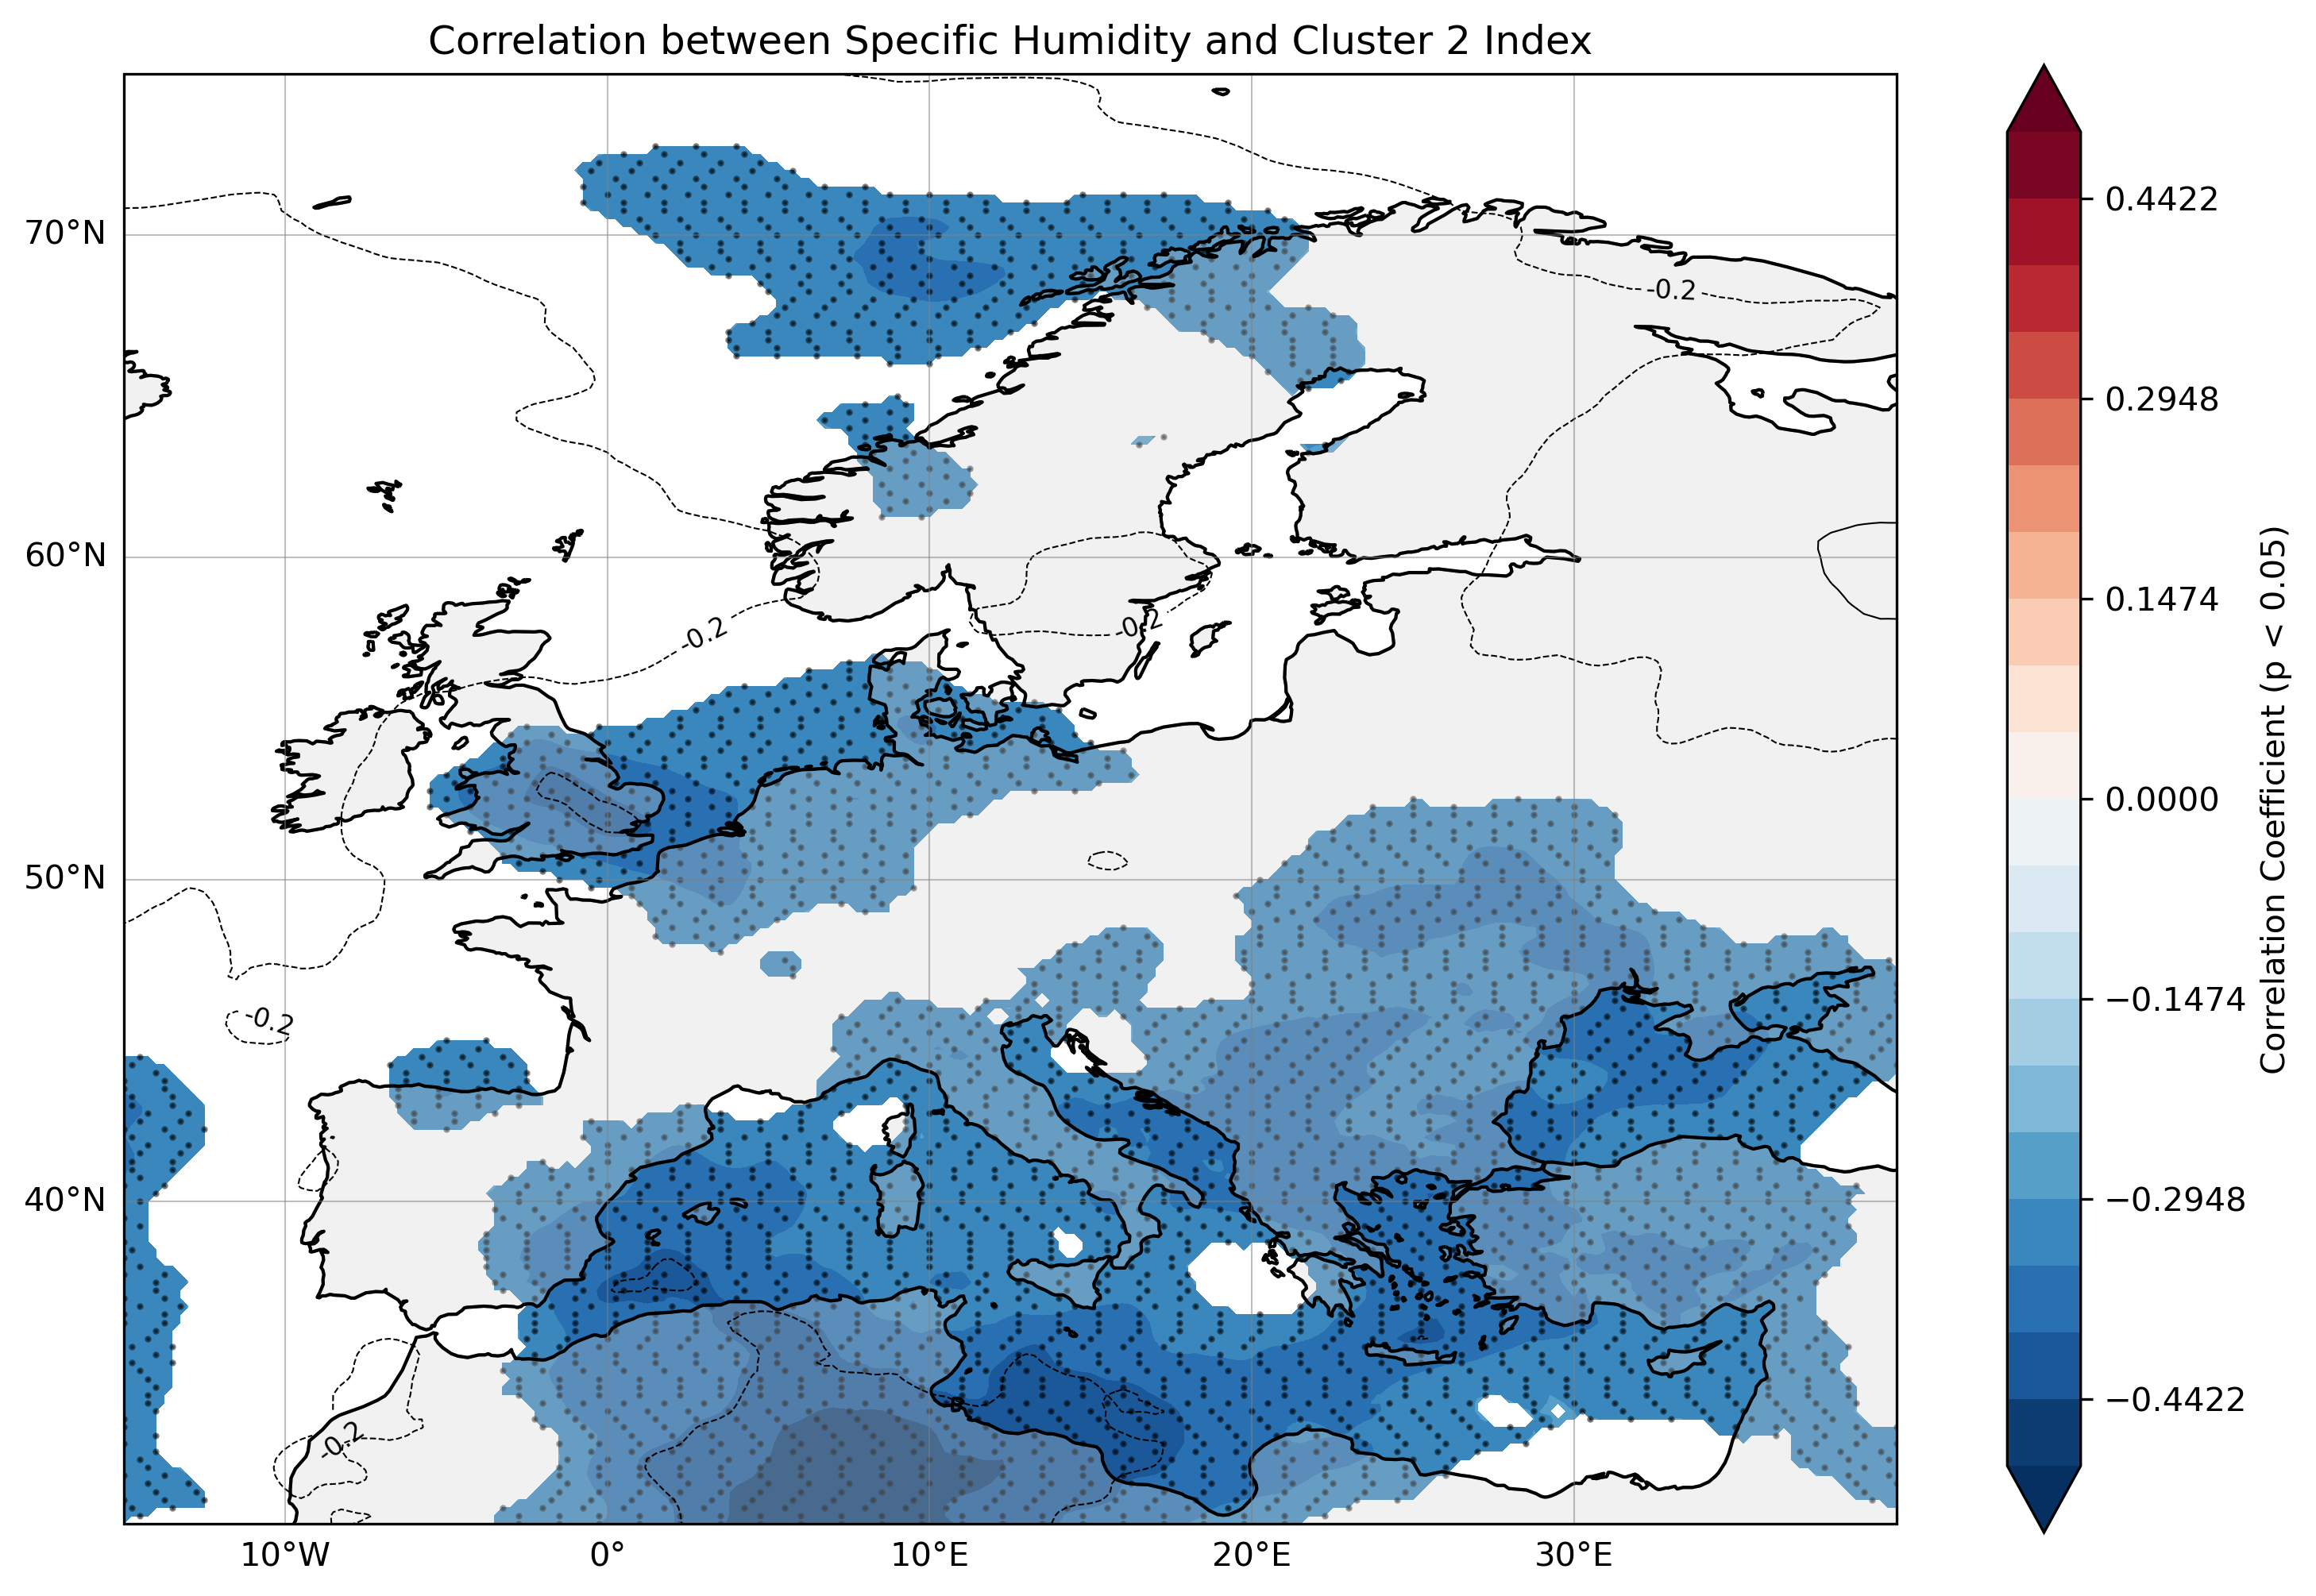 Correlation between Specific Humidity and Cluster 2 Index
70°N
60°N
50°N
40°N
10°W
0°
10°E
20°E
30°E
-0.2
-0.2
-0.2
-0.2
-0.2
0.4422
0.2948
0.1474
0.0000
−0.1474
−0.2948
−0.4422
Correlation Coefficient (p < 0.05)